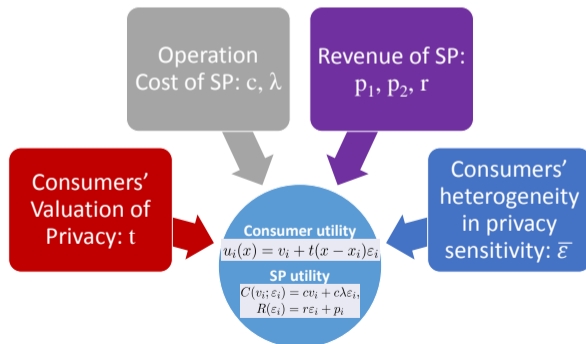 Operation
Cost of SP: c, λ
Revenue of SP:
p₁, p₂, r
Consumers'
Valuation of
Privacy: t
Consumers'
heterogeneity
in privacy
sensitivity: ε̅
Consumer utility
uᵢ(x) = vᵢ + t(x − xᵢ)εᵢ
SP utility
C(vᵢ; εᵢ) = cvᵢ + cλεᵢ,
R(εᵢ) = rεᵢ + pᵢ